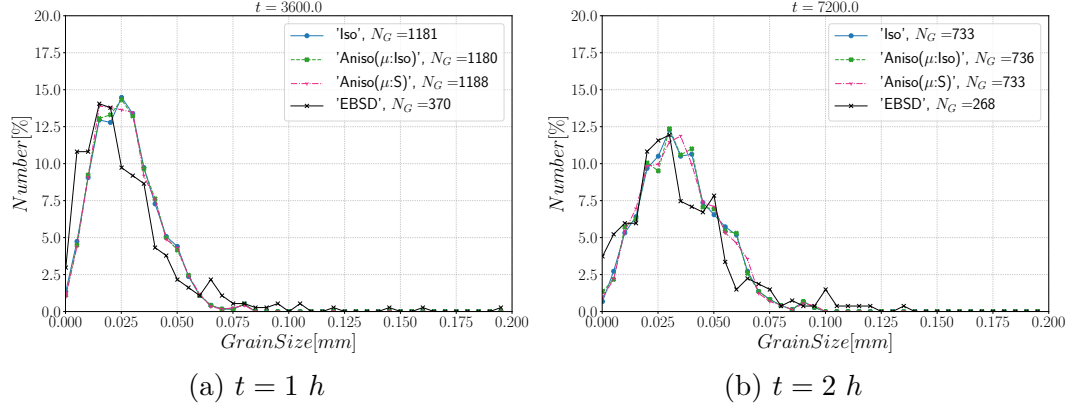 t = 3600.0
20.0
17.5
15.0
12.5
10.0
7.5
5.0
2.5
0.0
Number[%]
'Iso', N_G =1181
'Aniso(μ:Iso)', N_G =1180
'Aniso(μ:S)', N_G =1188
'EBSD', N_G =370
0.000 0.025 0.050 0.075 0.100 0.125 0.150 0.175 0.200
GrainSize[mm]
(a) t = 1 h
t = 7200.0
20.0
17.5
15.0
12.5
10.0
7.5
5.0
2.5
0.0
Number[%]
'Iso', N_G =733
'Aniso(μ:Iso)', N_G =736
'Aniso(μ:S)', N_G =733
'EBSD', N_G =268
0.000 0.025 0.050 0.075 0.100 0.125 0.150 0.175 0.200
GrainSize[mm]
(b) t = 2 h